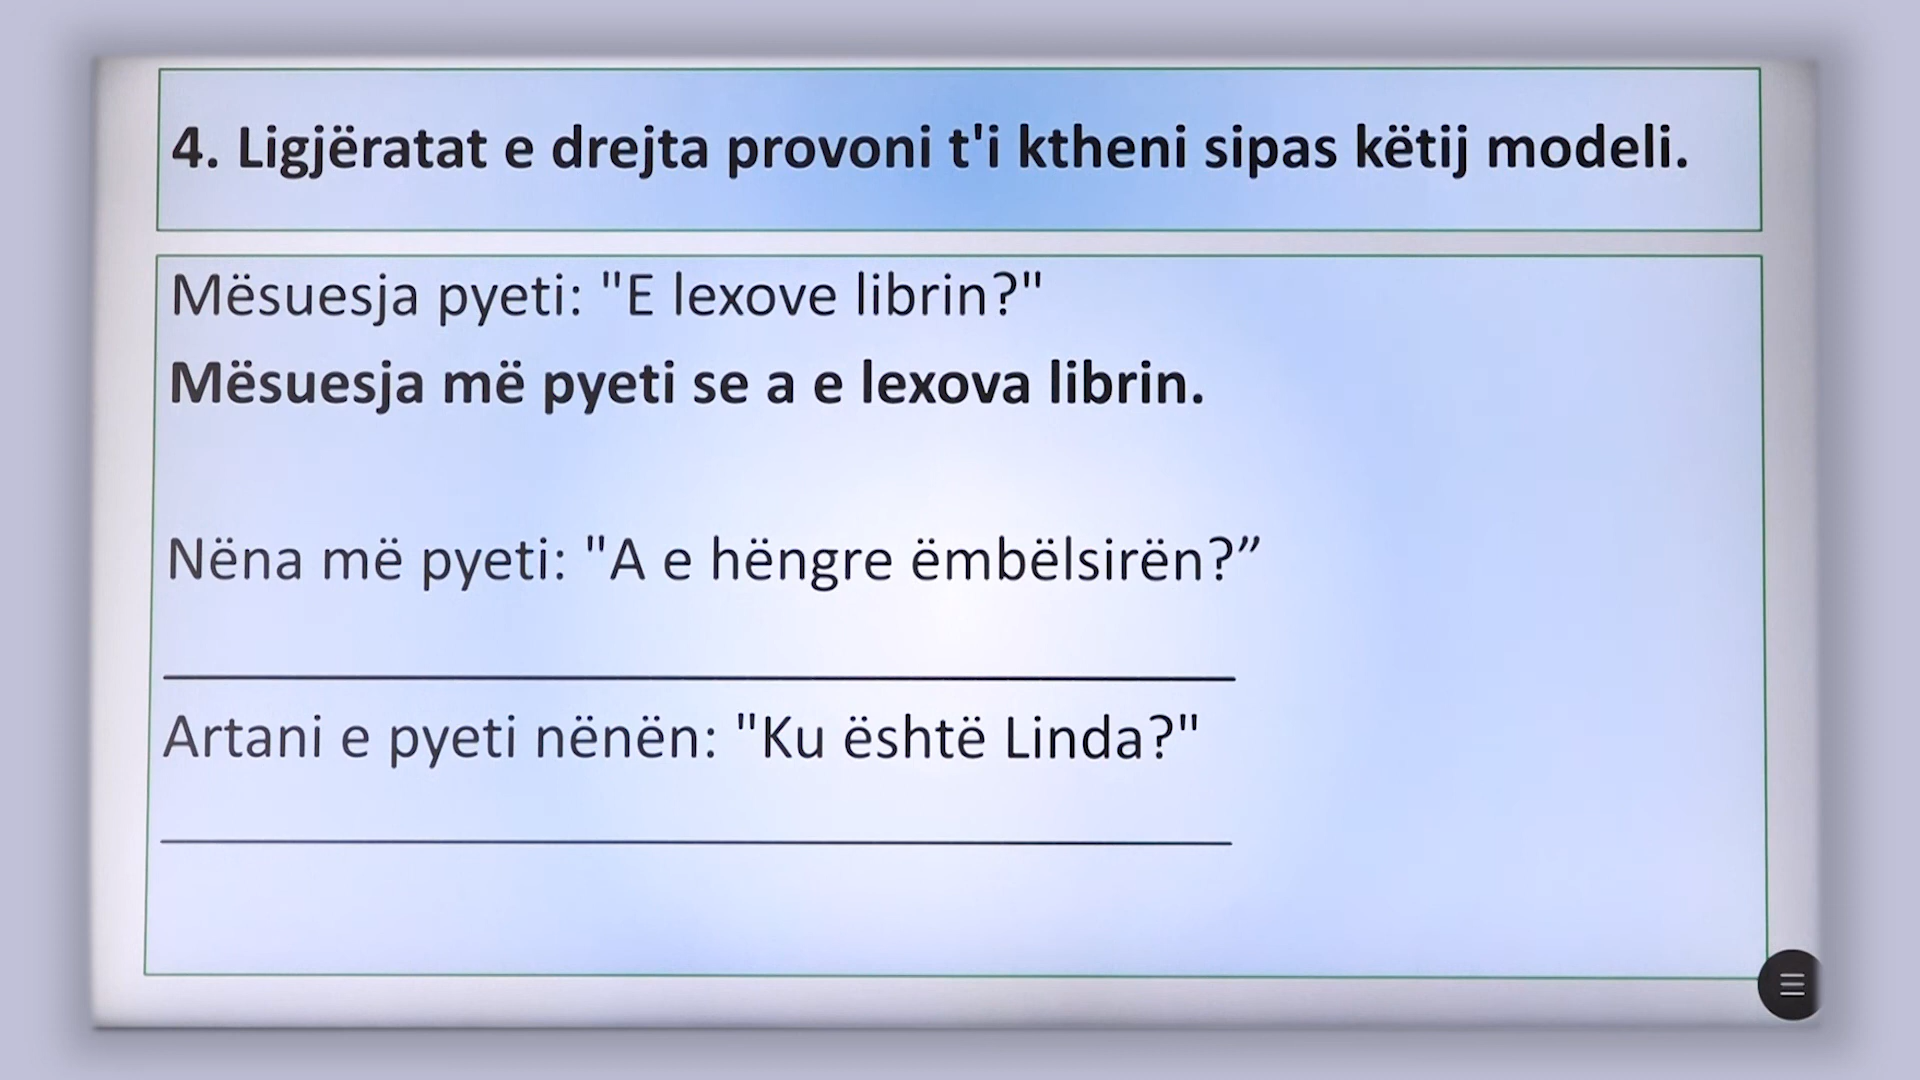 4. Ligjëratat e drejta provoni t'i ktheni sipas këtij modeli.
Mësuesja pyeti: "E lexove librin?"
Mësuesja më pyeti se a e lexova librin.
Nëna më pyeti: "A e hëngre ëmbëlsirën?”
Artani e pyeti nënën: "Ku është Linda?"